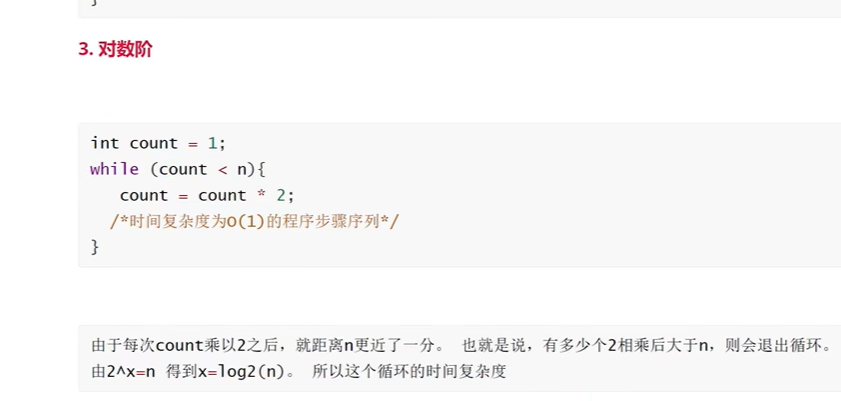 }
3. 对数阶
int count = 1;
while (count < n){
count = count * 2;
/*时间复杂度为O(1)的程序步骤序列*/
}
由于每次count乘以2之后，就距离n更近了一分。 也就是说，有多少个2相乘后大于n，则会退出循环。
由2^x=n 得到x=log2(n)。 所以这个循环的时间复杂度